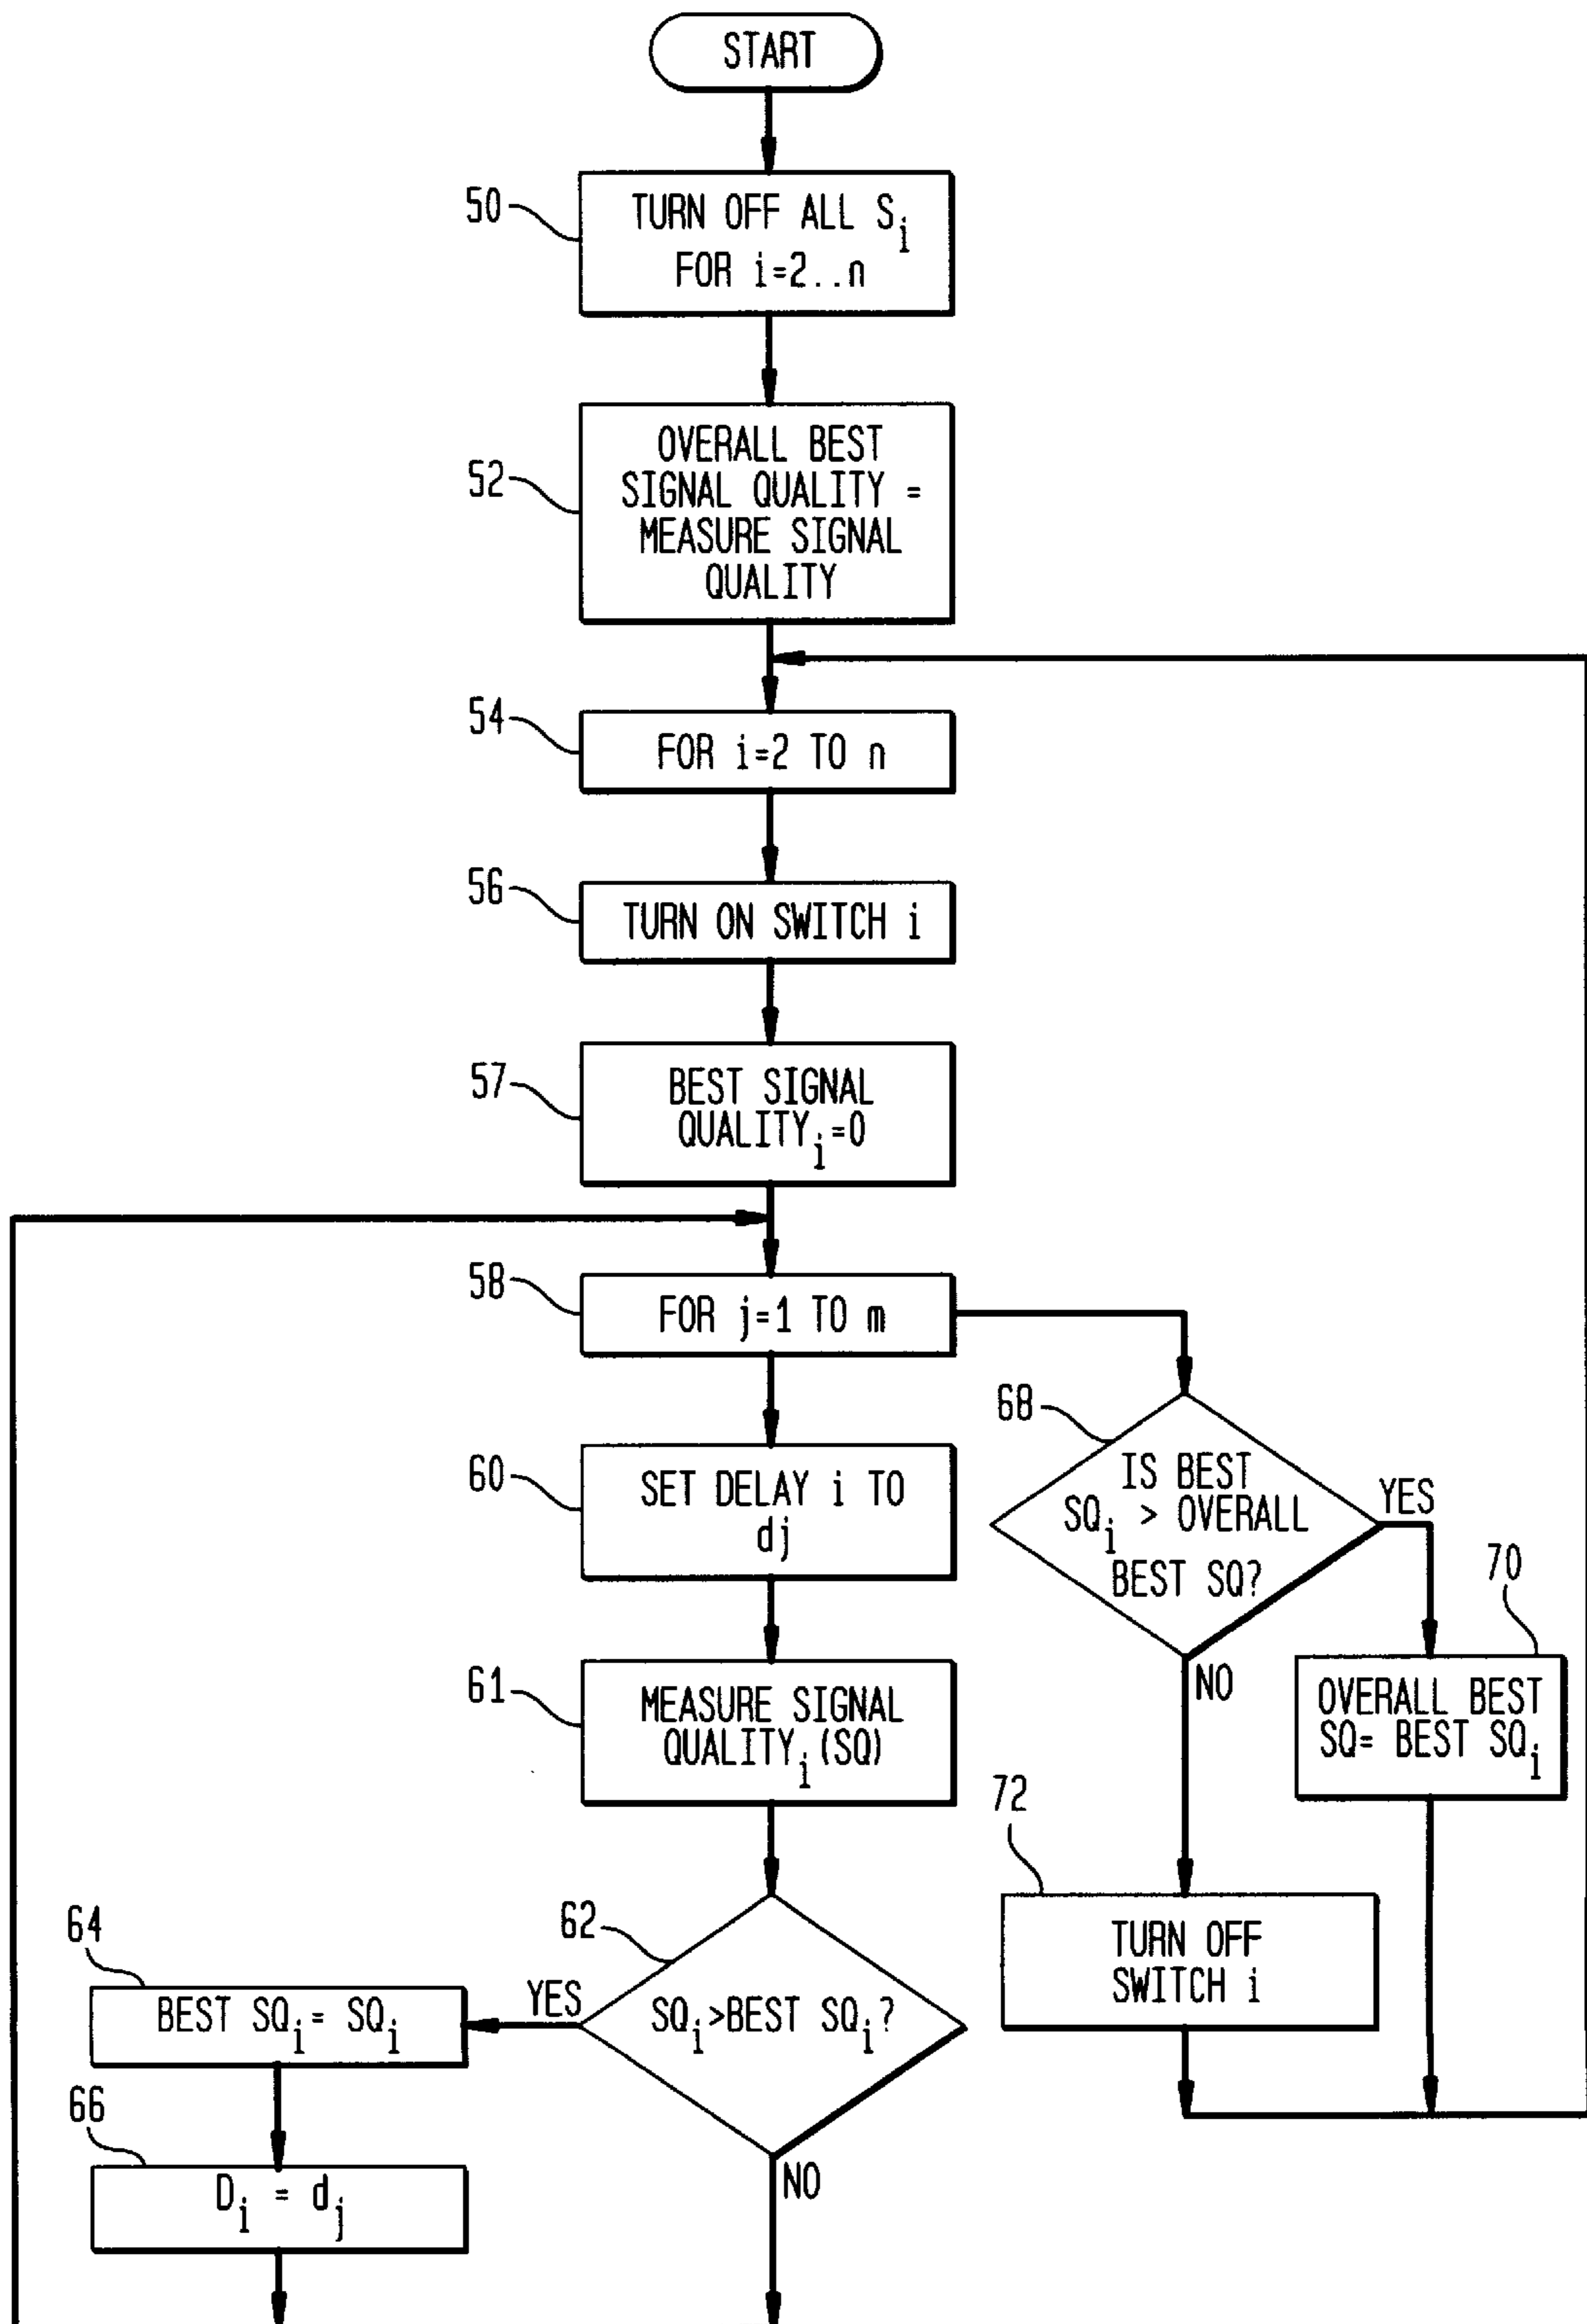 START
50
TURN OFF ALL Si
FOR i=2..n
52
OVERALL BEST
SIGNAL QUALITY =
MEASURE SIGNAL
QUALITY
54
FOR i=2 TO n
56
TURN ON SWITCH i
57
BEST SIGNAL
QUALITYi=0
58
FOR j=1 TO m
60
SET DELAY i TO
dj
61
MEASURE SIGNAL
QUALITYi(SQ)
62
SQi>BEST SQi?
YES
NO
64
BEST SQi= SQi
66
Di = dj
68
IS BEST
SQi > OVERALL
BEST SQ?
YES
NO
70
OVERALL BEST
SQ= BEST SQi
72
TURN OFF
SWITCH i